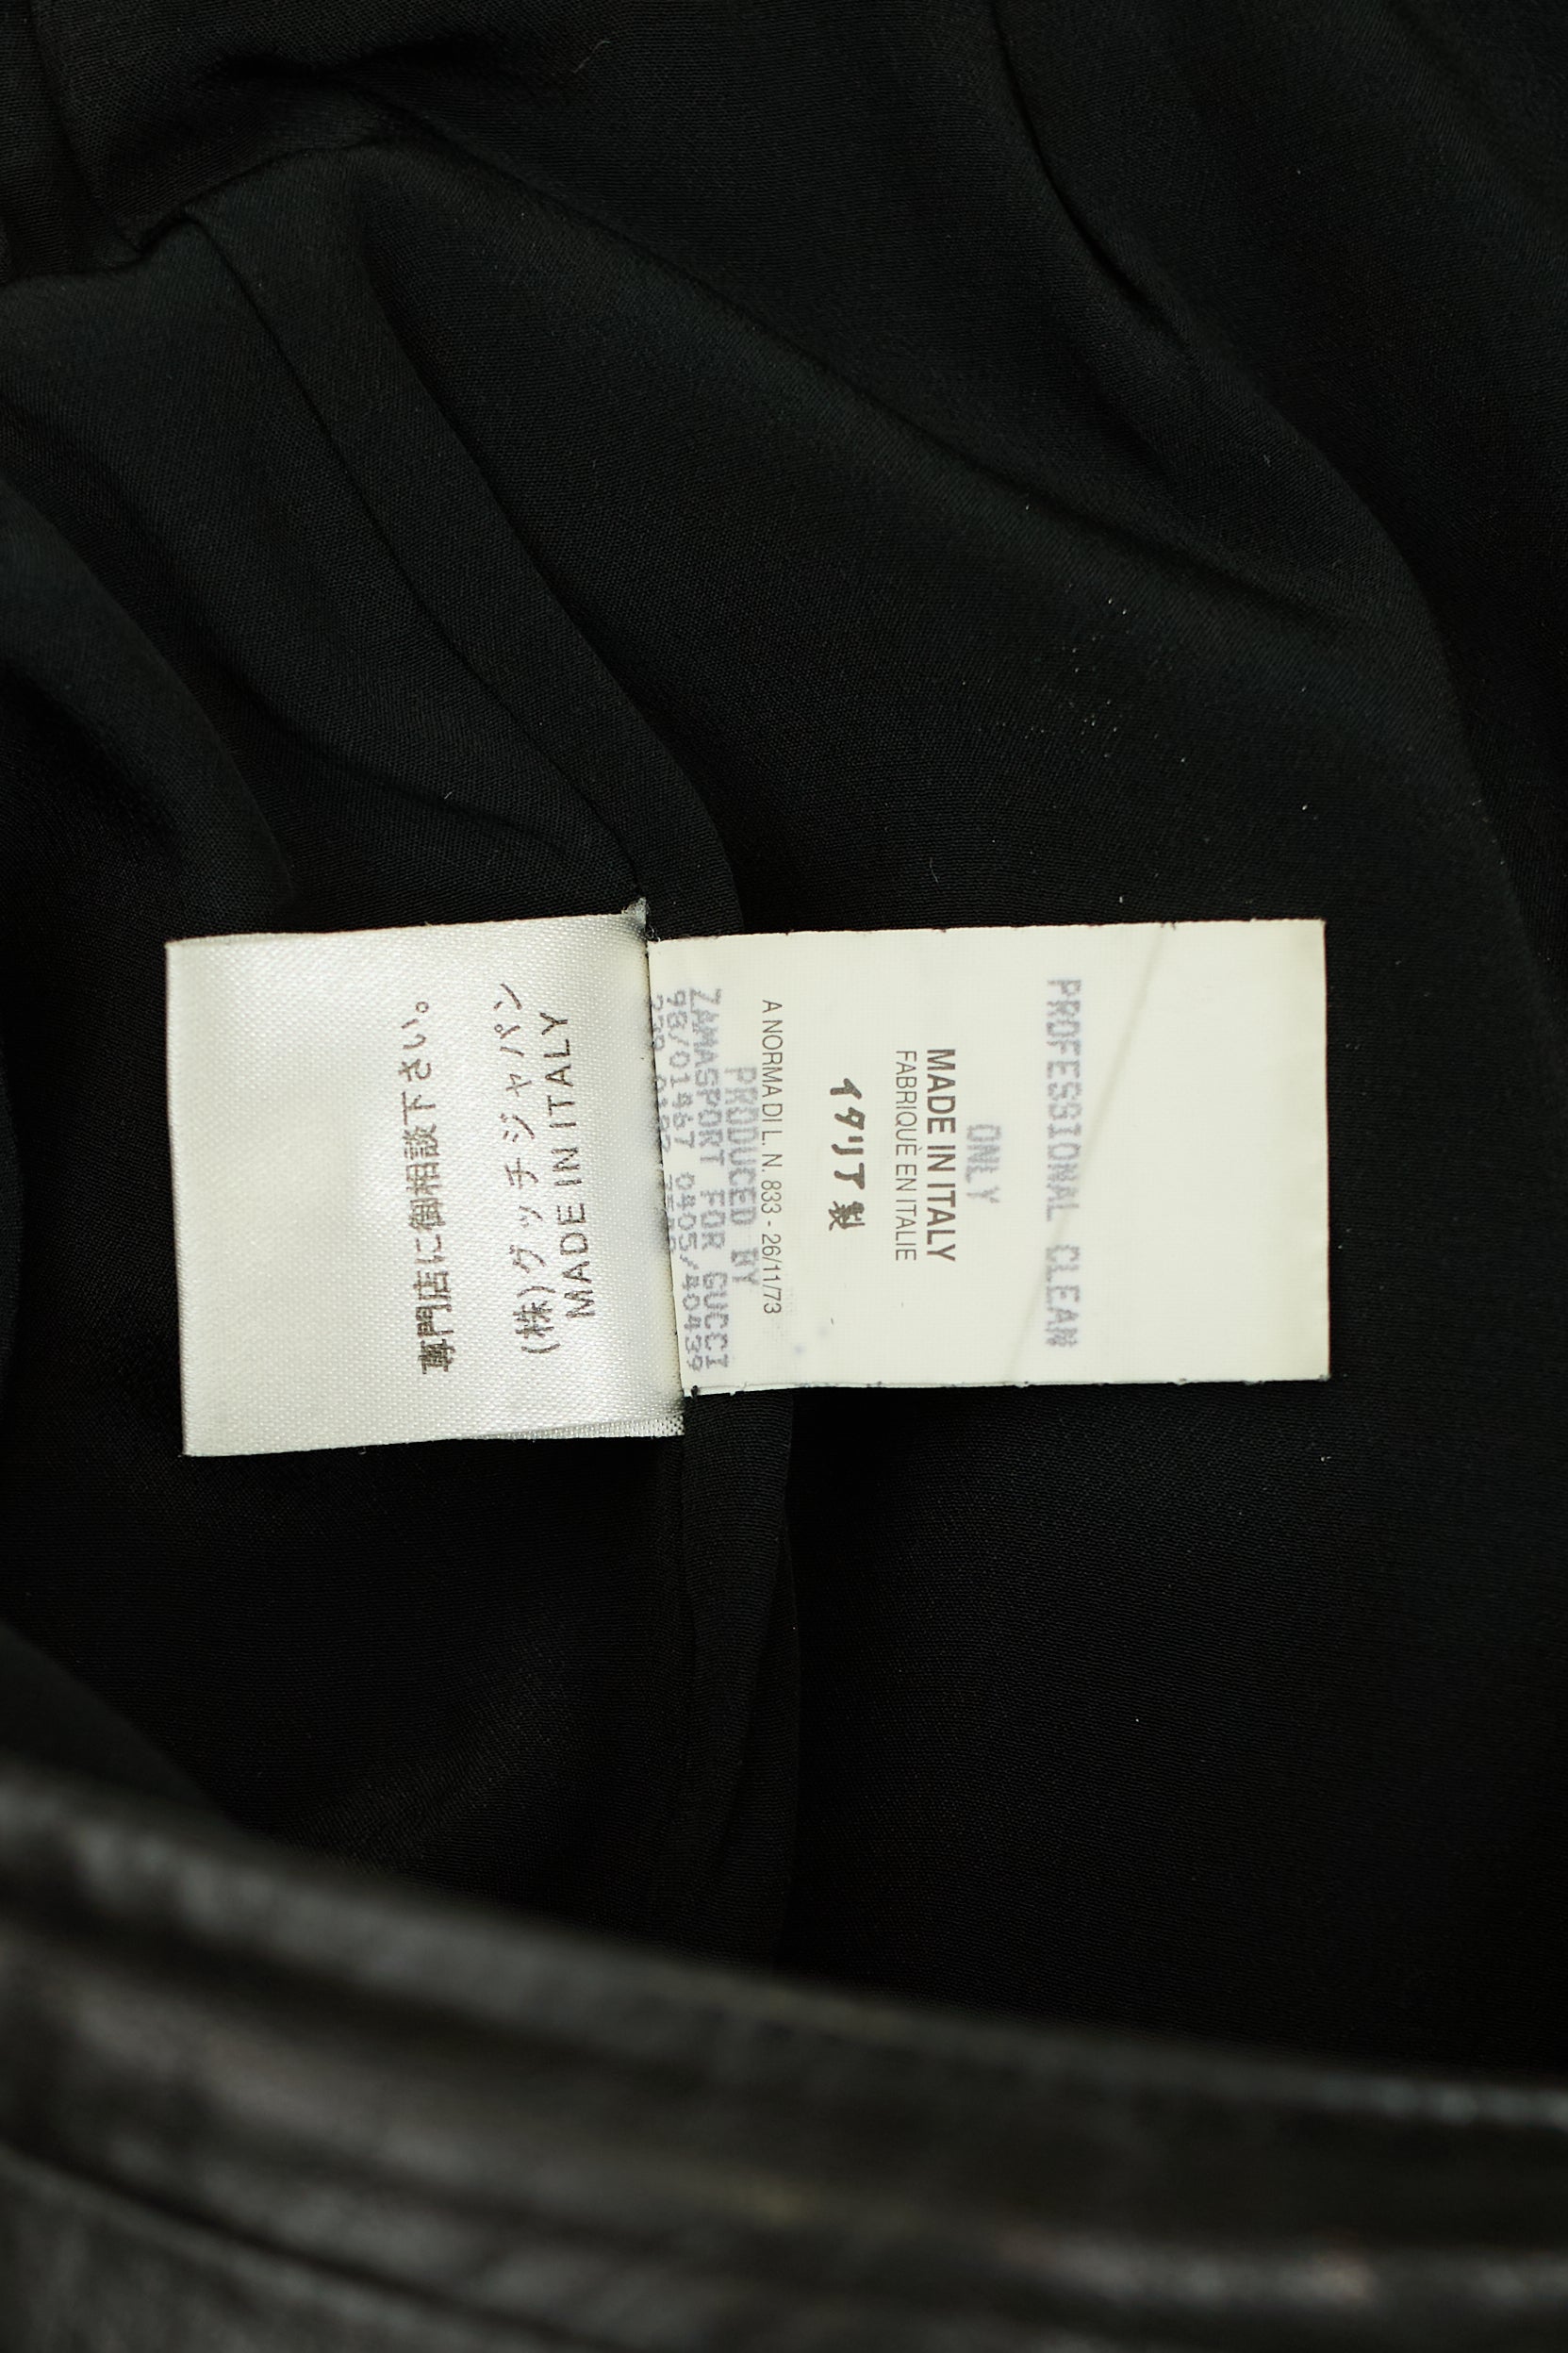 PROFESSIONAL CLEAN
ONLY
MADE IN ITALY
FABRIQUÈ EN ITALIE
イタリア製
A NORMA DI L. N. 833 - 26/11/73
PRODUCED BY
ZAMASPORT FOR GUCCI
98/01467 0405/40439
MADE IN ITALY
(株)グッチジャパン
専門店に御相談下さい。